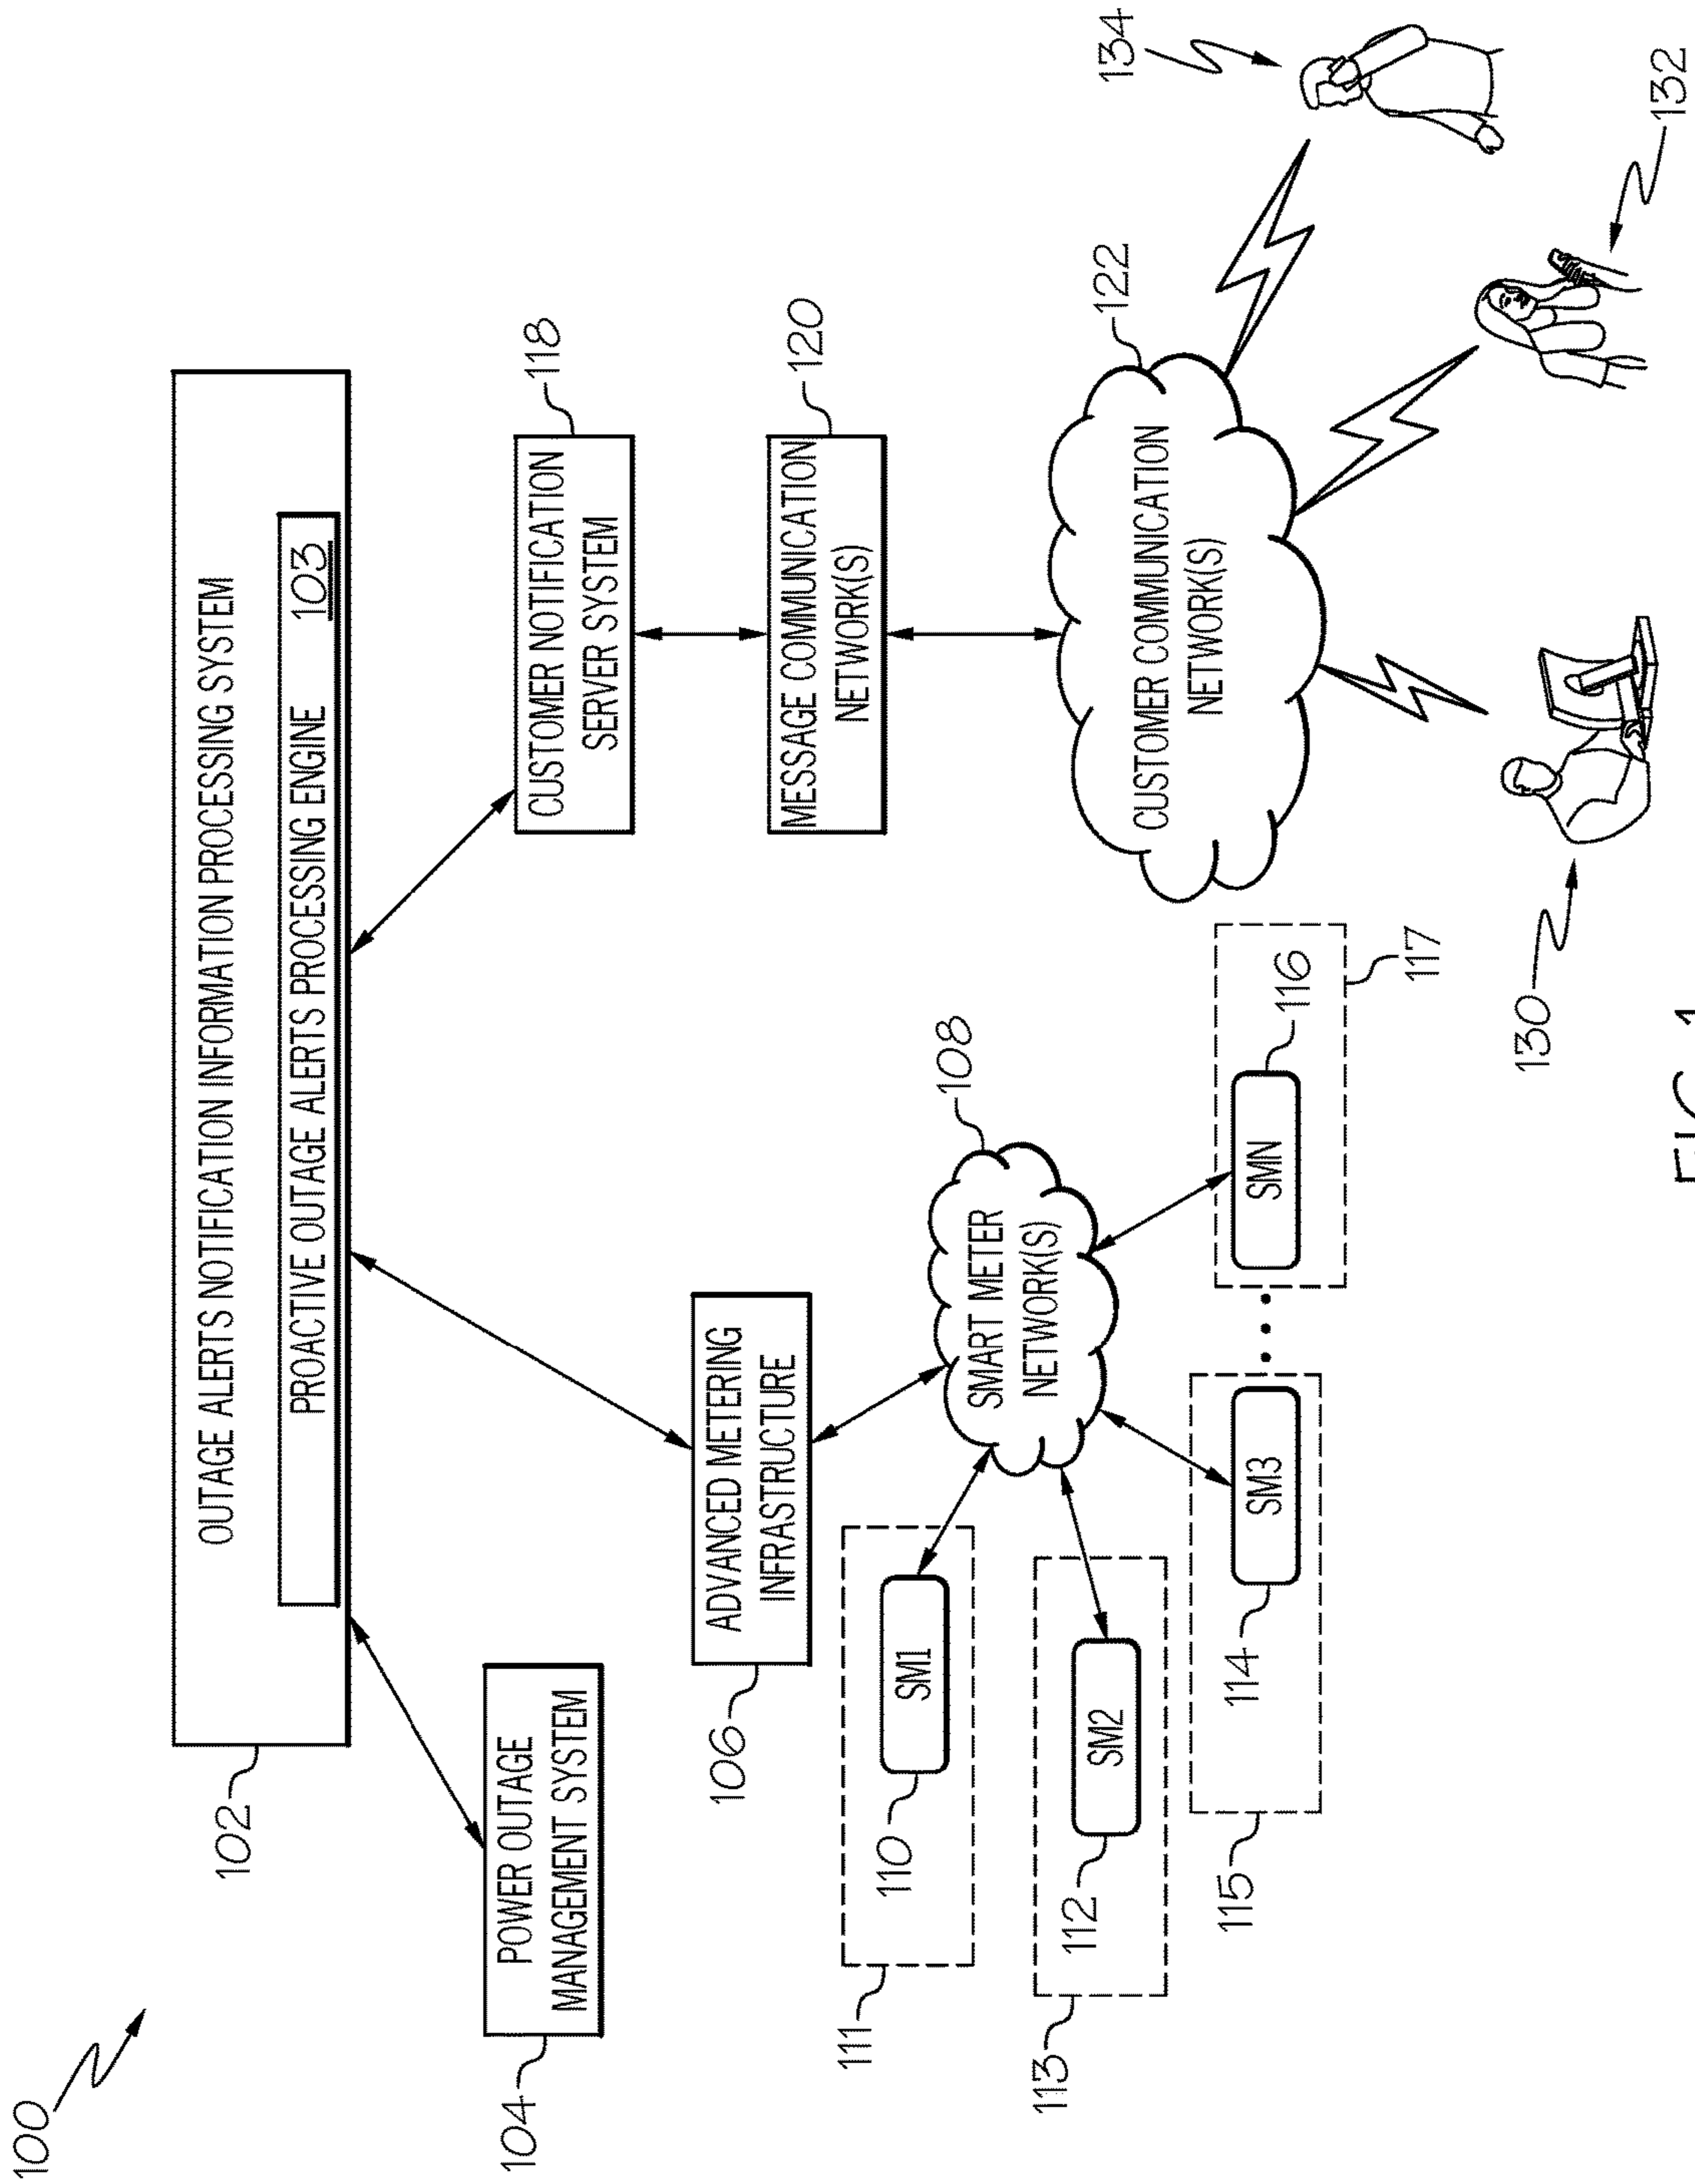 100
102
OUTAGE ALERTS NOTIFICATION INFORMATION PROCESSING SYSTEM
PROACTIVE OUTAGE ALERTS PROCESSING ENGINE 103
104
POWER OUTAGE
MANAGEMENT SYSTEM
106
ADVANCED METERING
INFRASTRUCTURE
118
CUSTOMER NOTIFICATION
SERVER SYSTEM
120
MESSAGE COMMUNICATION
NETWORK(S)
108
SMART METER
NETWORK(S)
122
CUSTOMER COMMUNICATION
NETWORK(S)
111
110
SM1
113
112
SM2
115
114
SM3
116
SMN
117
130
132
134
FIG. 1